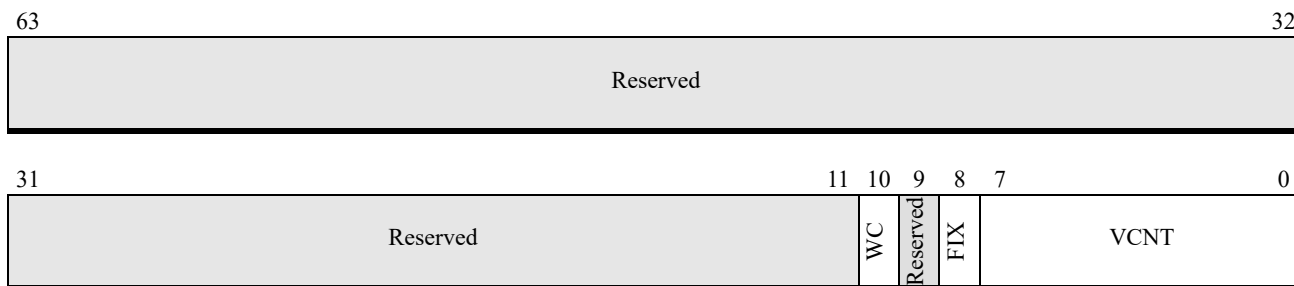 63 32
Reserved
31 11 10 9 8 7 0
Reserved WC Reserved FIX VCNT